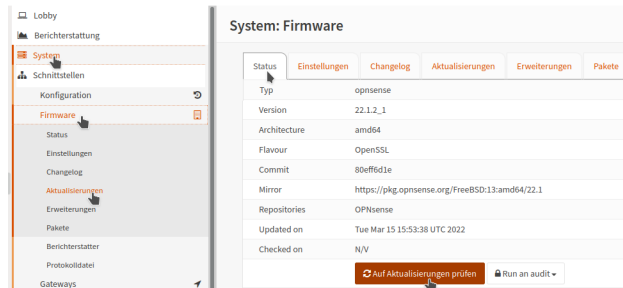 Lobby
Berichterstattung
System
Schnittstellen
Konfiguration
Firmware
Status
Einstellungen
Changelog
Aktualisierungen
Erweiterungen
Pakete
Berichterstatter
Protokolldatei
Gateways
System: Firmware
Status Einstellungen Changelog Aktualisierungen Erweiterungen Pakete
Typ opnsense
Version 22.1.2_1
Architecture amd64
Flavour OpenSSL
Commit 80eff6d1e
Mirror https://pkg.opnsense.org/FreeBSD:13:amd64/22.1
Repositories OPNsense
Updated on Tue Mar 15 15:53:38 UTC 2022
Checked on N/V
Auf Aktualisierungen prüfen Run an audit